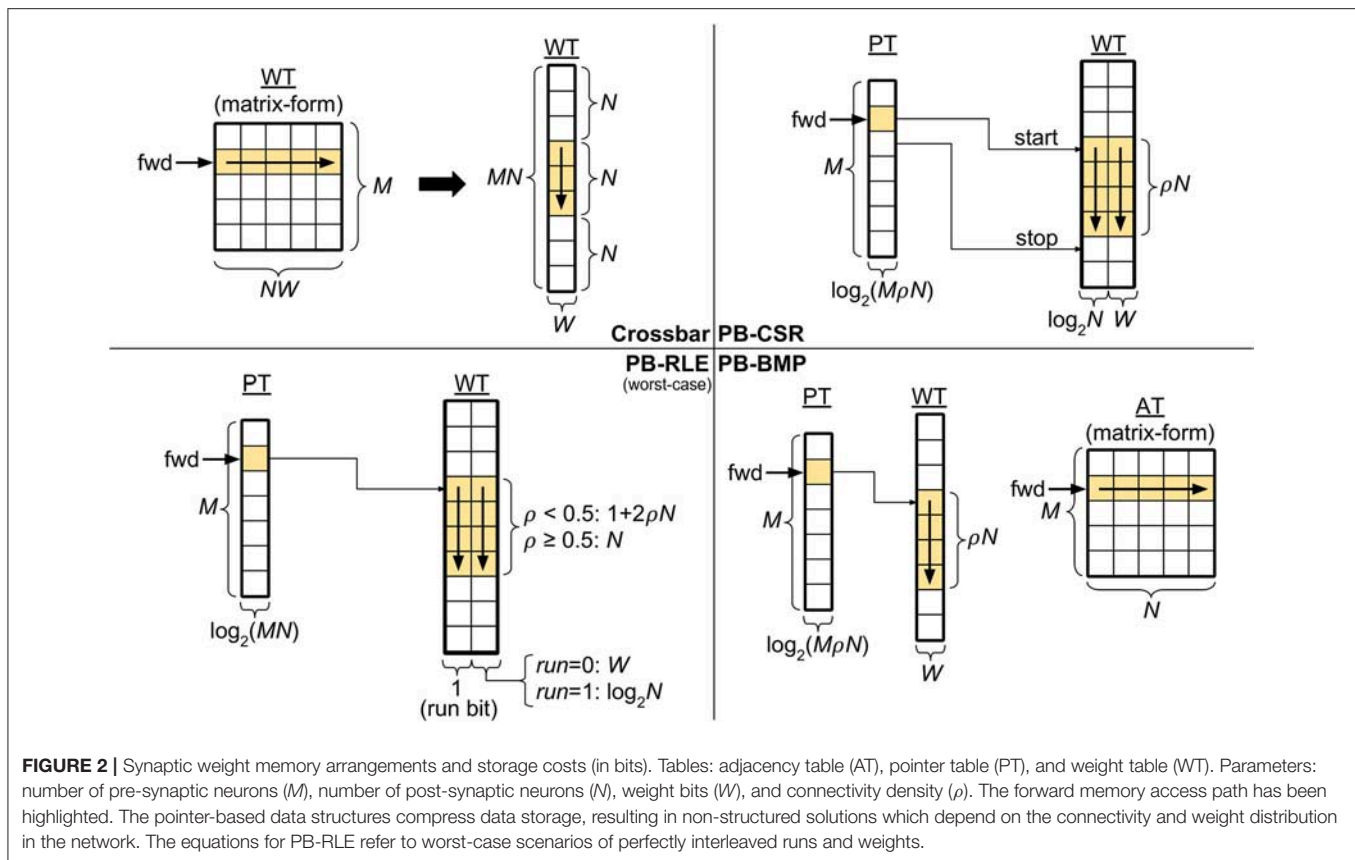 WT
(matrix-form)
fwd
M
NW
WT
MN
N
N
N
W
Crossbar
PT
fwd
M
log₂(MρN)
start
stop
WT
ρN
log₂N W
PB-CSR
PB-RLE
(worst-case)
PT
fwd
M
log₂(MN)
WT
ρ < 0.5: 1+2ρN
ρ ≥ 0.5: N
1
(run bit)
run=0: W
run=1: log₂N
PB-BMP
PT
fwd
M
log₂(MρN)
WT
ρN
W
AT
(matrix-form)
fwd
M
N
FIGURE 2 | Synaptic weight memory arrangements and storage costs (in bits). Tables: adjacency table (AT), pointer table (PT), and weight table (WT). Parameters:
number of pre-synaptic neurons (M), number of post-synaptic neurons (N), weight bits (W), and connectivity density (ρ). The forward memory access path has been
highlighted. The pointer-based data structures compress data storage, resulting in non-structured solutions which depend on the connectivity and weight distribution
in the network. The equations for PB-RLE refer to worst-case scenarios of perfectly interleaved runs and weights.